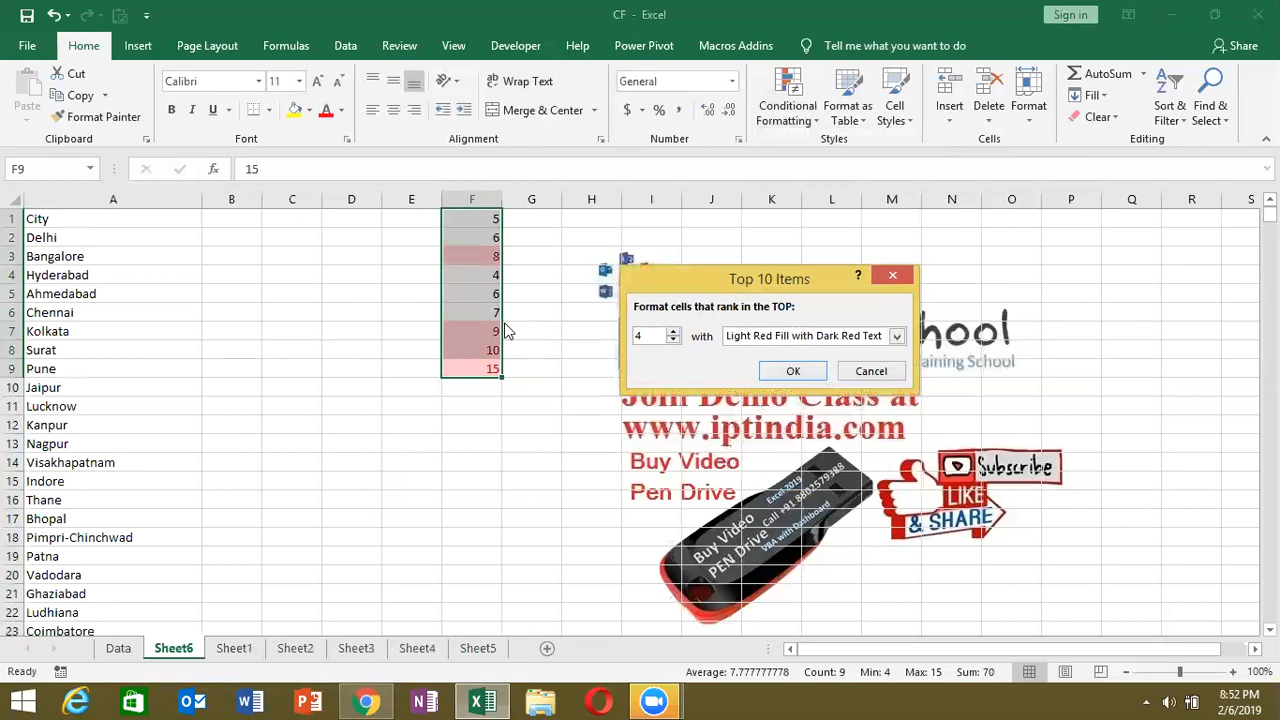 CF - Excel
Sign in
File Home Insert Page Layout Formulas Data Review View Developer Help Power Pivot Macros Addins Tell me what you want to do Share
Paste
Cut
Copy
Format Painter
Clipboard
Calibri 11
B I U
Font
Wrap Text
Merge & Center
Alignment
General
$ % ,
Number
Conditional Formatting
Format as Table
Cell Styles
Styles
Insert
Delete
Format
Cells
AutoSum
Fill
Clear
Sort & Filter
Find & Select
Editing
F9 fx 15
A B C D E F G H I J K L M N O P Q R S
1 City 5
2 Delhi 6
3 Bangalore 8
4 Hyderabad 4
5 Ahmedabad 6
6 Chennai 7
7 Kolkata 9
8 Surat 10
9 Pune 15
10 Jaipur
11 Lucknow
12 Kanpur
13 Nagpur
14 Visakhapatnam
15 Indore
16 Thane
17 Bhopal
18 Pimpri-Chinchwad
19 Patna
20 Vadodara
21 Ghaziabad
22 Ludhiana
23 Coimbatore
Top 10 Items
?
Format cells that rank in the TOP:
4 with Light Red Fill with Dark Red Text
OK Cancel
Join Demo Class at
www.iptindia.com
Buy Video
Pen Drive
Buy Video
PEN Drive
Excel 2019
Call +91 8802579388
VBA with Dashboard
Subscribe
LIKE
& SHARE
Data Sheet6 Sheet1 Sheet2 Sheet3 Sheet4 Sheet5
Ready Average: 7.777777778 Count: 9 Min: 4 Max: 15 Sum: 70 100%
8:52 PM
2/6/2019